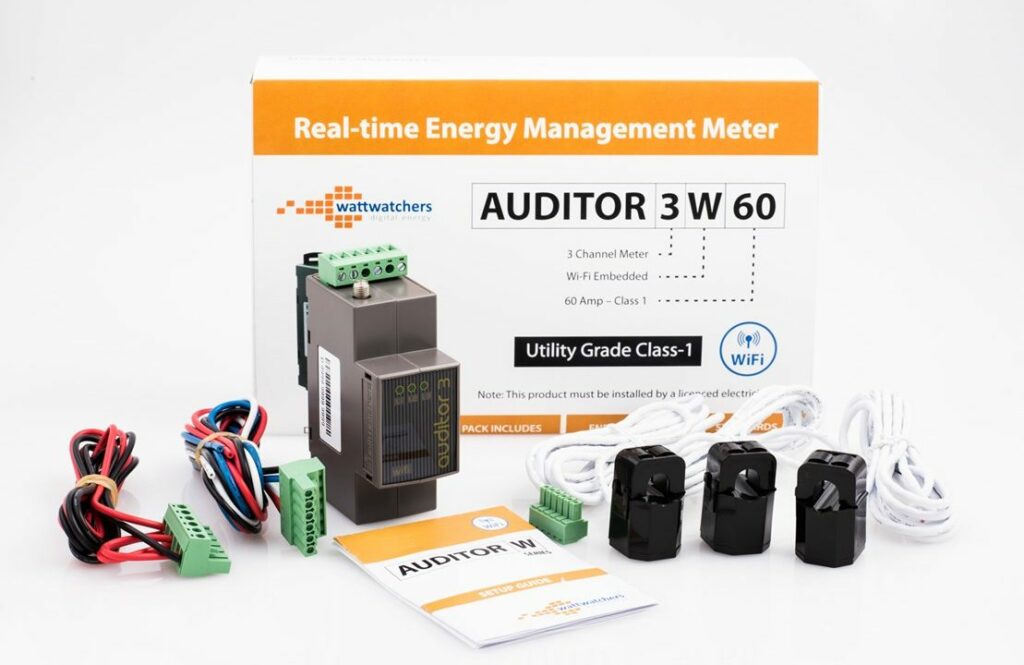 Real-time Energy Management Meter
wattwatchers
digital energy
AUDITOR 3 W 60
3 Channel Meter
Wi-Fi Embedded
60 Amp – Class 1
Utility Grade Class-1
WiFi
Note: This product must be installed by a licenced
PACK INCLUDES
auditor 3
wifi
WiFi
AUDITOR W
SERIES
SETUP GUIDE
wattwatchers